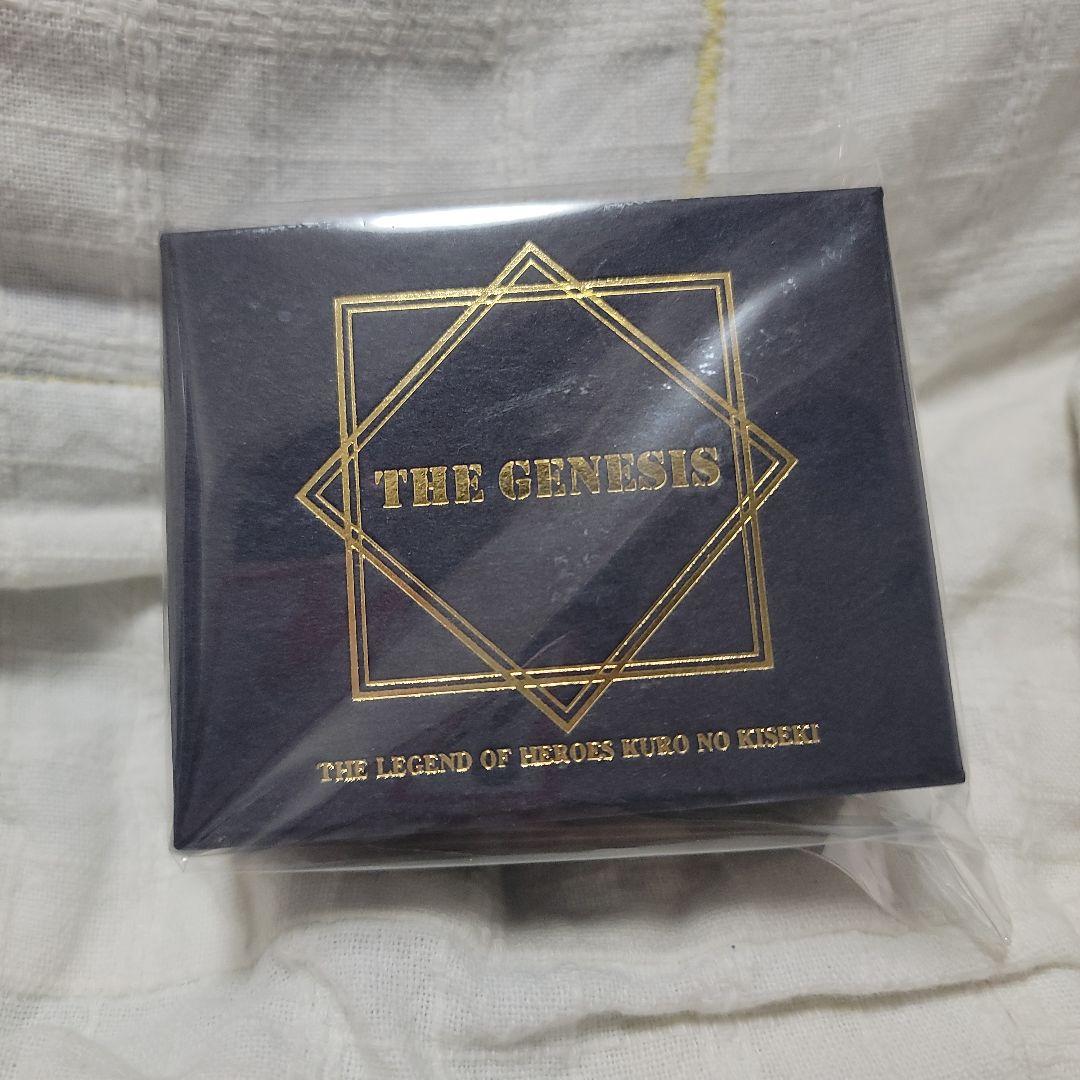 THE GENESIS
THE LEGEND OF HEROES KURO NO KISEKI